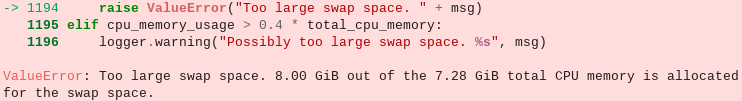 -> 1194     raise ValueError("Too large swap space. " + msg)
   1195 elif cpu_memory_usage > 0.4 * total_cpu_memory:
   1196     logger.warning("Possibly too large swap space. %s", msg)
ValueError: Too large swap space. 8.00 GiB out of the 7.28 GiB total CPU memory is allocated
for the swap space.